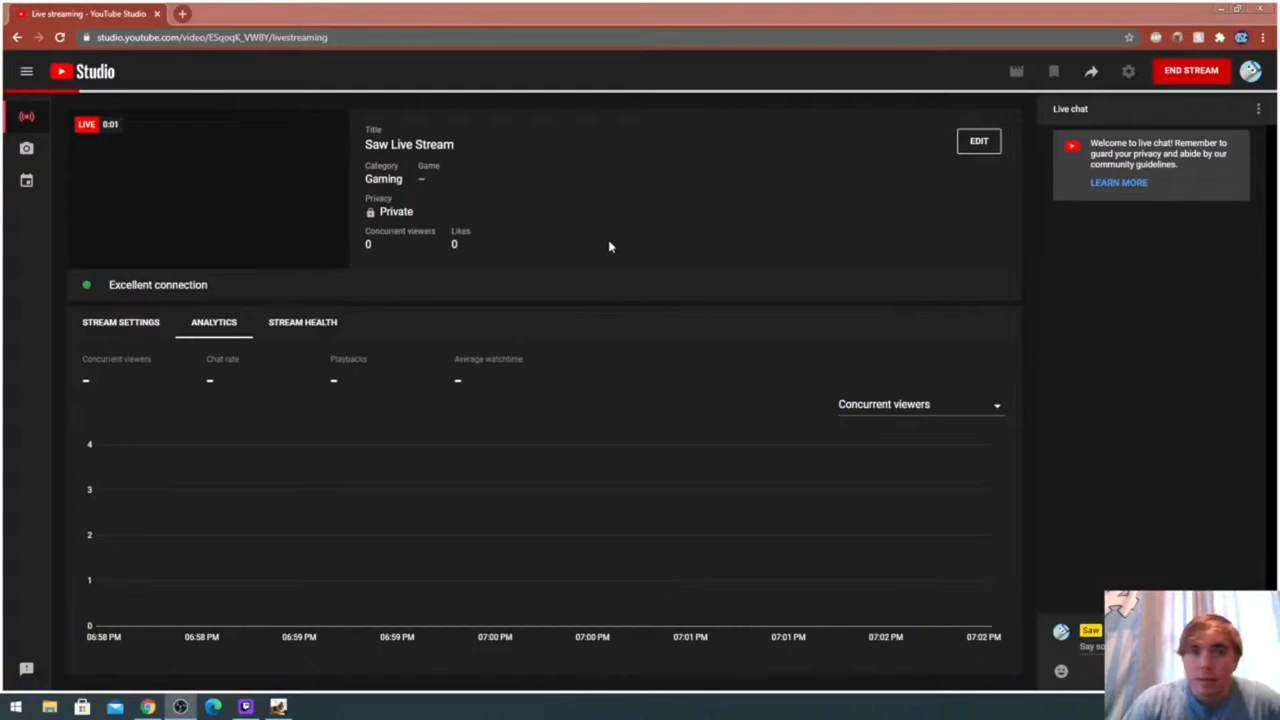 Live streaming - YouTube Studio
studio.youtube.com/video/ESqoqK_VW8Y/livestreaming
Studio
END STREAM
LIVE 0:01
Title
Saw Live Stream
EDIT
Category Game
Gaming –
Privacy
Private
Concurrent viewers Likes
0 0
Excellent connection
STREAM SETTINGS ANALYTICS STREAM HEALTH
Concurrent viewers Chat rate Playbacks Average watchtime
– – – –
Concurrent viewers
4
3
2
1
0
06:58 PM 06:58 PM 06:59 PM 06:59 PM 07:00 PM 07:00 PM 07:01 PM 07:01 PM 07:02 PM 07:02 PM
Live chat
Welcome to live chat! Remember to
guard your privacy and abide by our
community guidelines.
LEARN MORE
Saw
Say